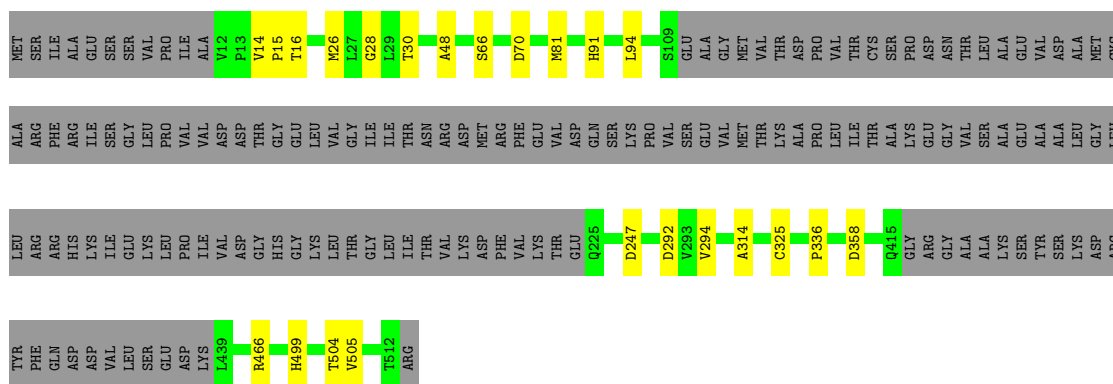 MET SER ILE ALA GLU SER SER VAL PRO ILE ALA V12 P13 V14 P15 T16 M26 L27 G28 L29 T30 A48 S66 D70 M81 H91 L94 S109 GLU ALA GLY MET VAL THR ASP PRO VAL THR CYS SER PRO ASP ASN THR LEU ALA GLU VAL ASP ALA MET
ALA ARG PHE ARG ILE SER GLY LEU PRO VAL VAL ASP ASP THR GLY GLU LEU VAL GLY ILE ILE THR ASN ARG ASP MET ARG PHE GLU VAL ASP GLN SER LYS PRO VAL SER GLU VAL MET THR LYS ALA PRO LEU ILE THR ALA LYS GLU GLY VAL SER ALA GLU ALA ALA LEU GLY
LEU ARG ARG HIS LYS ILE GLU LYS LEU PRO ILE VAL ASP GLY HIS GLY LYS LEU THR GLY LEU ILE THR VAL LYS ASP PHE VAL LYS THR GLU Q225 D247 D292 V293 V294 A314 C325 P336 D358 Q415 GLY ARG GLY ALA ALA LYS SER TYR SER LYS ASP
TYR PHE GLN ASP ASP VAL LEU SER GLU ASP LYS L439 R466 H499 T504 V505 T512 ARG